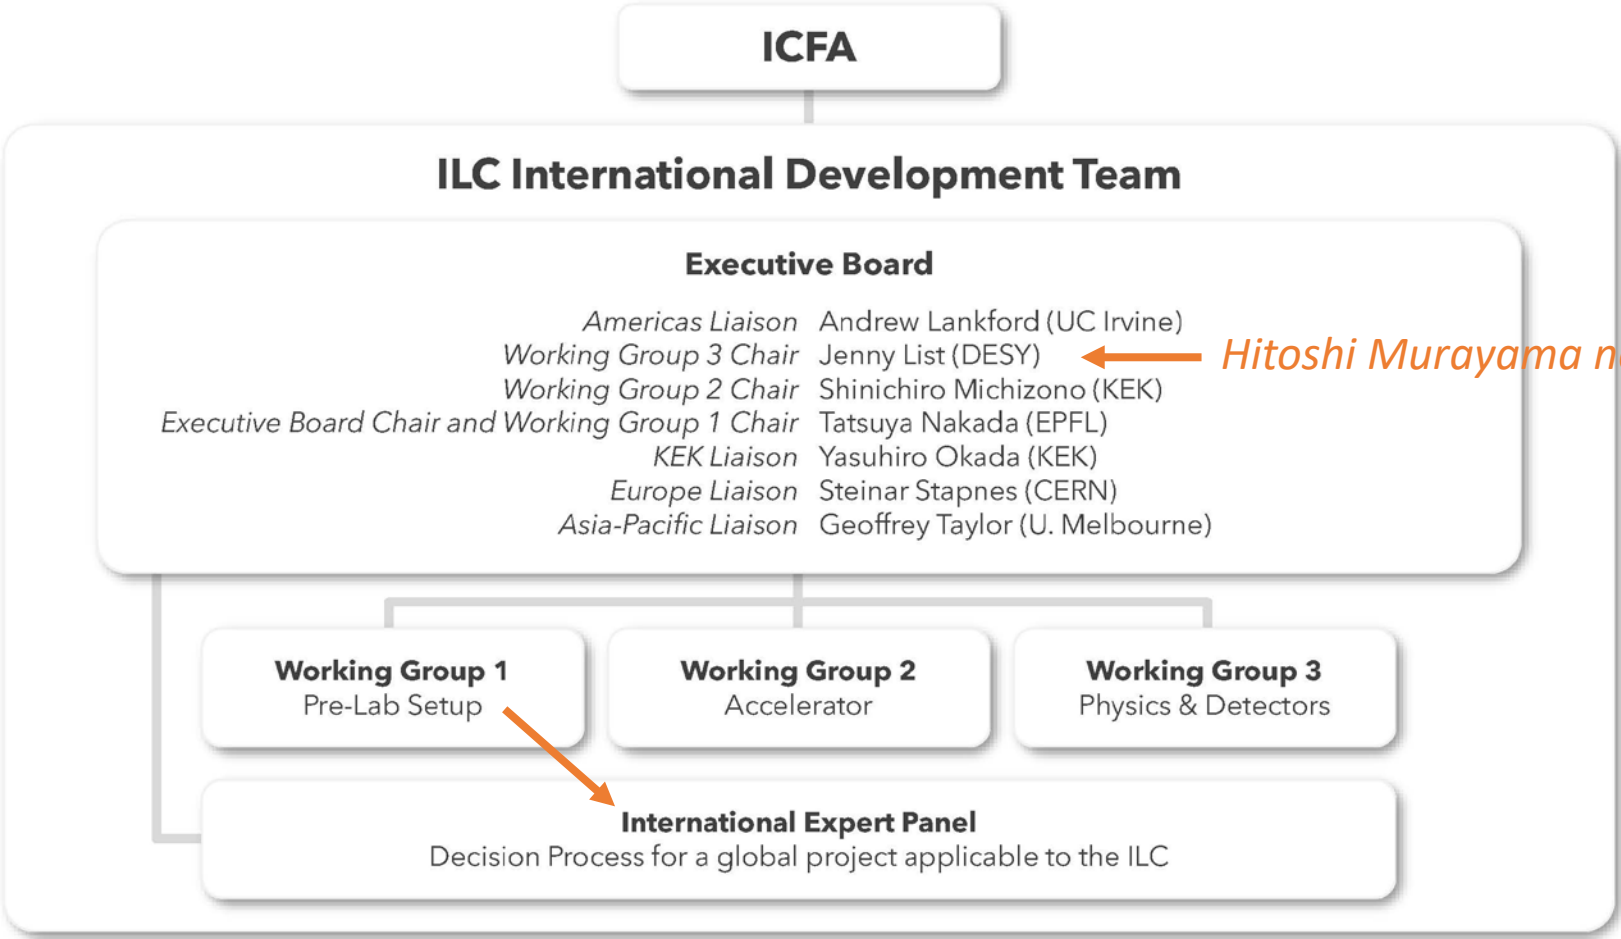 ICFA
ILC International Development Team
Executive Board
Americas Liaison Andrew Lankford (UC Irvine)
Working Group 3 Chair Jenny List (DESY)
Hitoshi Murayama
Working Group 2 Chair Shinichiro Michizono (KEK)
Executive Board Chair and Working Group 1 Chair Tatsuya Nakada (EPFL)
KEK Liaison Yasuhiro Okada (KEK)
Europe Liaison Steinar Stapnes (CERN)
Asia-Pacific Liaison Geoffrey Taylor (U. Melbourne)
Working Group 1
Pre-Lab Setup
Working Group 2
Accelerator
Working Group 3
Physics & Detectors
International Expert Panel
Decision Process for a global project applicable to the ILC